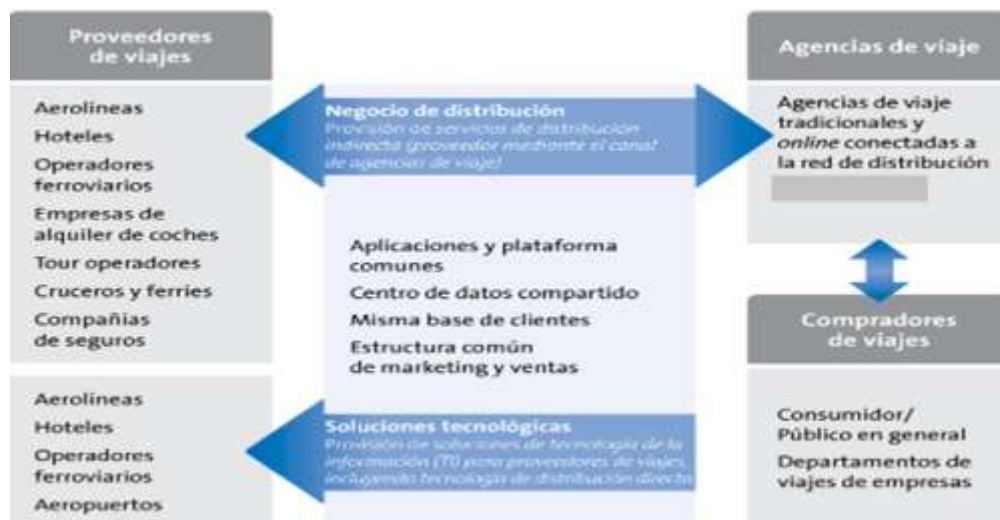 Proveedores
de viajes
Aerolíneas
Hoteles
Operadores
ferroviarios
Empresas de
alquiler de coches
Tour operadores
Cruceros y ferries
Compañías
de seguros
Aerolíneas
Hoteles
Operadores
ferroviarios
Aeropuertos
Negocio de distribución
Provisión de servicios de distribución
indirecta (proveedor mediante el canal
de agencias de viaje)
Aplicaciones y plataforma
comunes
Centro de datos compartido
Misma base de clientes
Estructura común
de marketing y ventas
Soluciones tecnológicas
Provisión de soluciones de tecnología de la
información (TI) para proveedores de viajes,
incluyendo tecnología de distribución directa
Agencias de viaje
Agencias de viaje
tradicionales y
online conectadas a
la red de distribución
Compradores
de viajes
Consumidor/
Público en general
Departamentos de
viajes de empresas